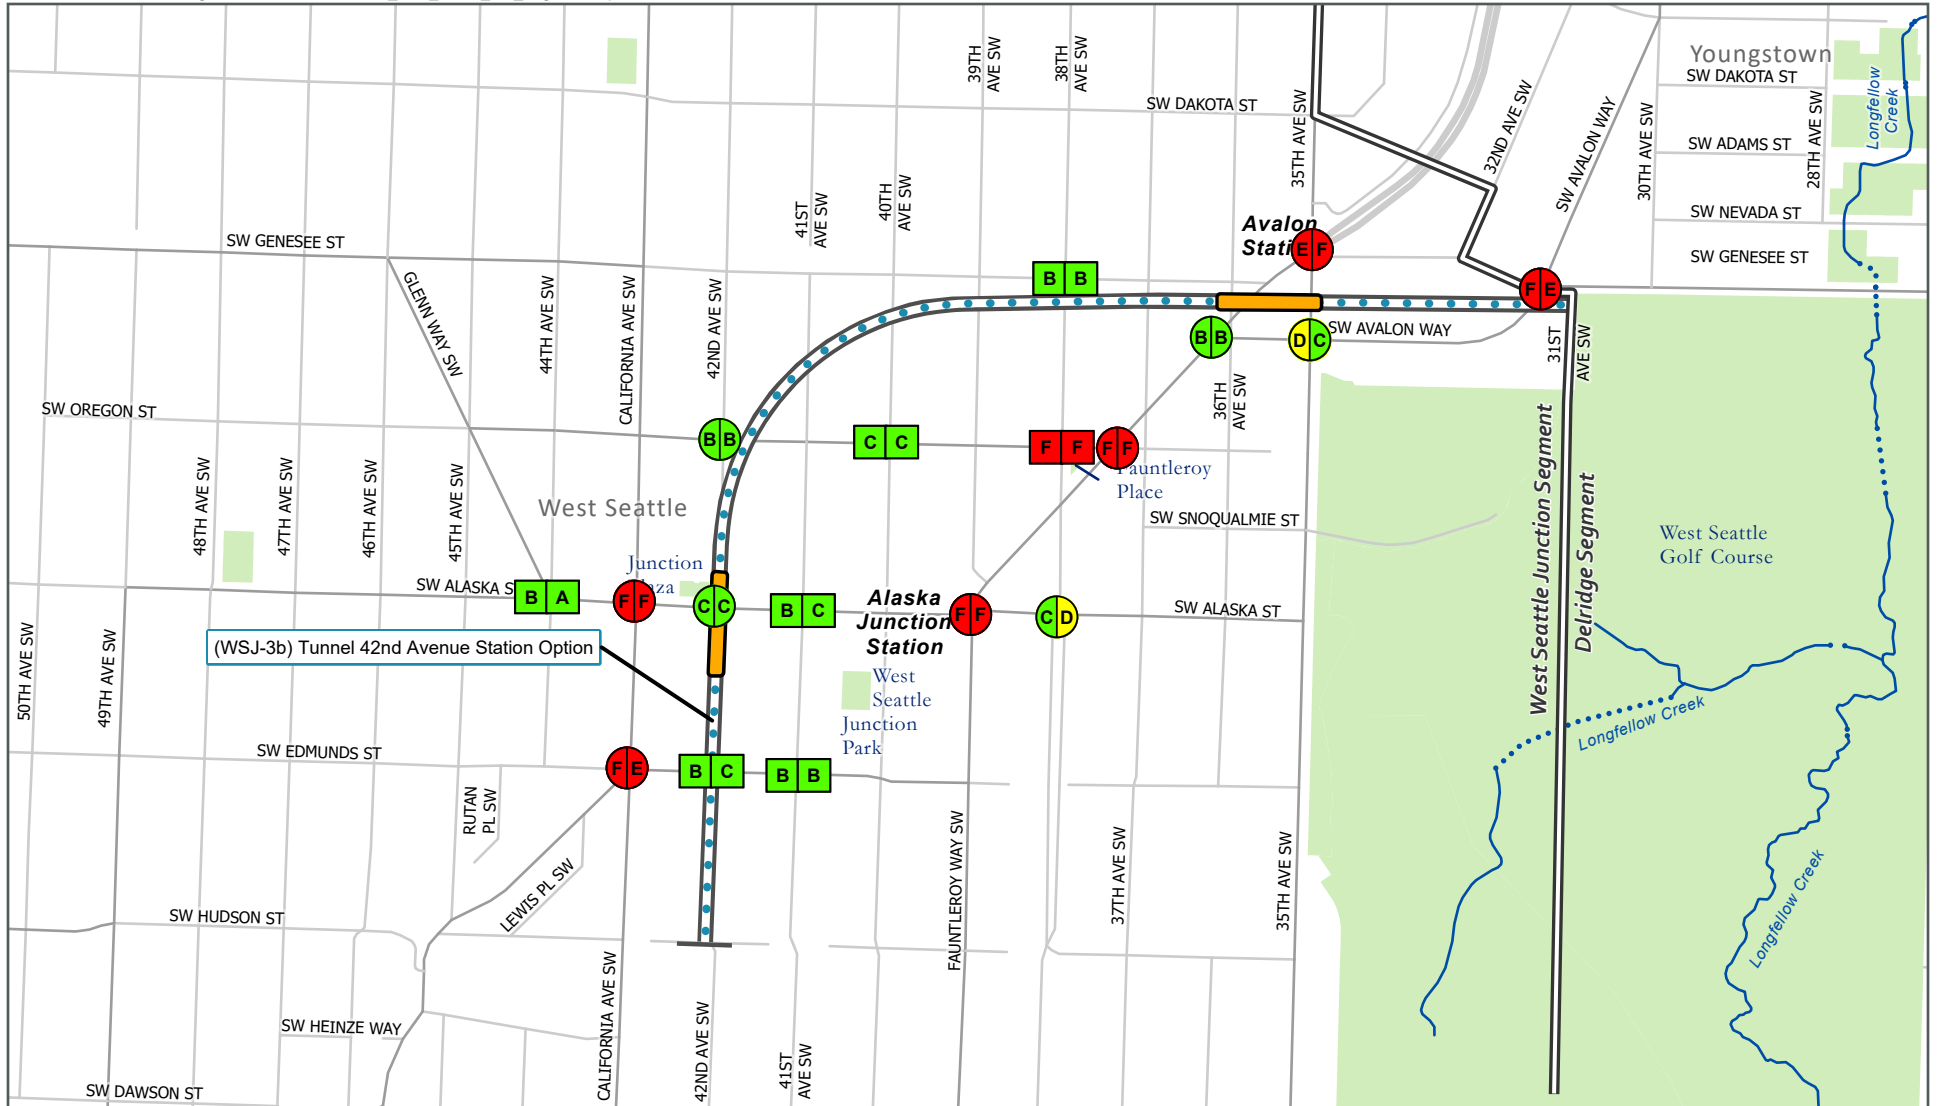 Youngstown
39TH
AVE SW
38TH
AVE SW
SW DAKOTA ST
SW DAKOTA ST
Longfellow
Creek
35TH AVE SW
32ND AVE SW
SW AVALON WAY
30TH AVE SW
28TH AVE SW
SW ADAMS ST
41ST
AVE SW
40TH
AVE SW
SW NEVADA ST
SW GENESEE ST
Avalon
Stati
E F
SW GENESEE ST
GLENN WAY SW
44TH AVE SW
CALIFORNIA AVE SW
42ND AVE SW
B B
F E
B B
D C
SW AVALON WAY
31ST
AVE SW
36TH
AVE SW
SW OREGON ST
B B
C C
F F
F F
Fauntleroy
Place
48TH AVE SW
47TH AVE SW
46TH AVE SW
45TH AVE SW
West Seattle
SW SNOQUALMIE ST
West Seattle Junction Segment
Delridge Segment
West Seattle
Golf Course
Junction
aza
SW ALASKA S
B A
F F
C C
B C
Alaska
Junction
Station
F F
C D
SW ALASKA ST
(WSJ-3b) Tunnel 42nd Avenue Station Option
50TH AVE SW
49TH AVE SW
West
Seattle
Junction
Park
Longfellow Creek
SW EDMUNDS ST
F E
B C
B B
RUTAN
PL SW
LEWIS PL SW
FAUNTLEROY WAY SW
37TH AVE SW
35TH AVE SW
Longfellow Creek
SW HUDSON ST
CALIFORNIA AVE SW
42ND AVE SW
41ST
AVE SW
SW HEINZE WAY
SW DAWSON ST